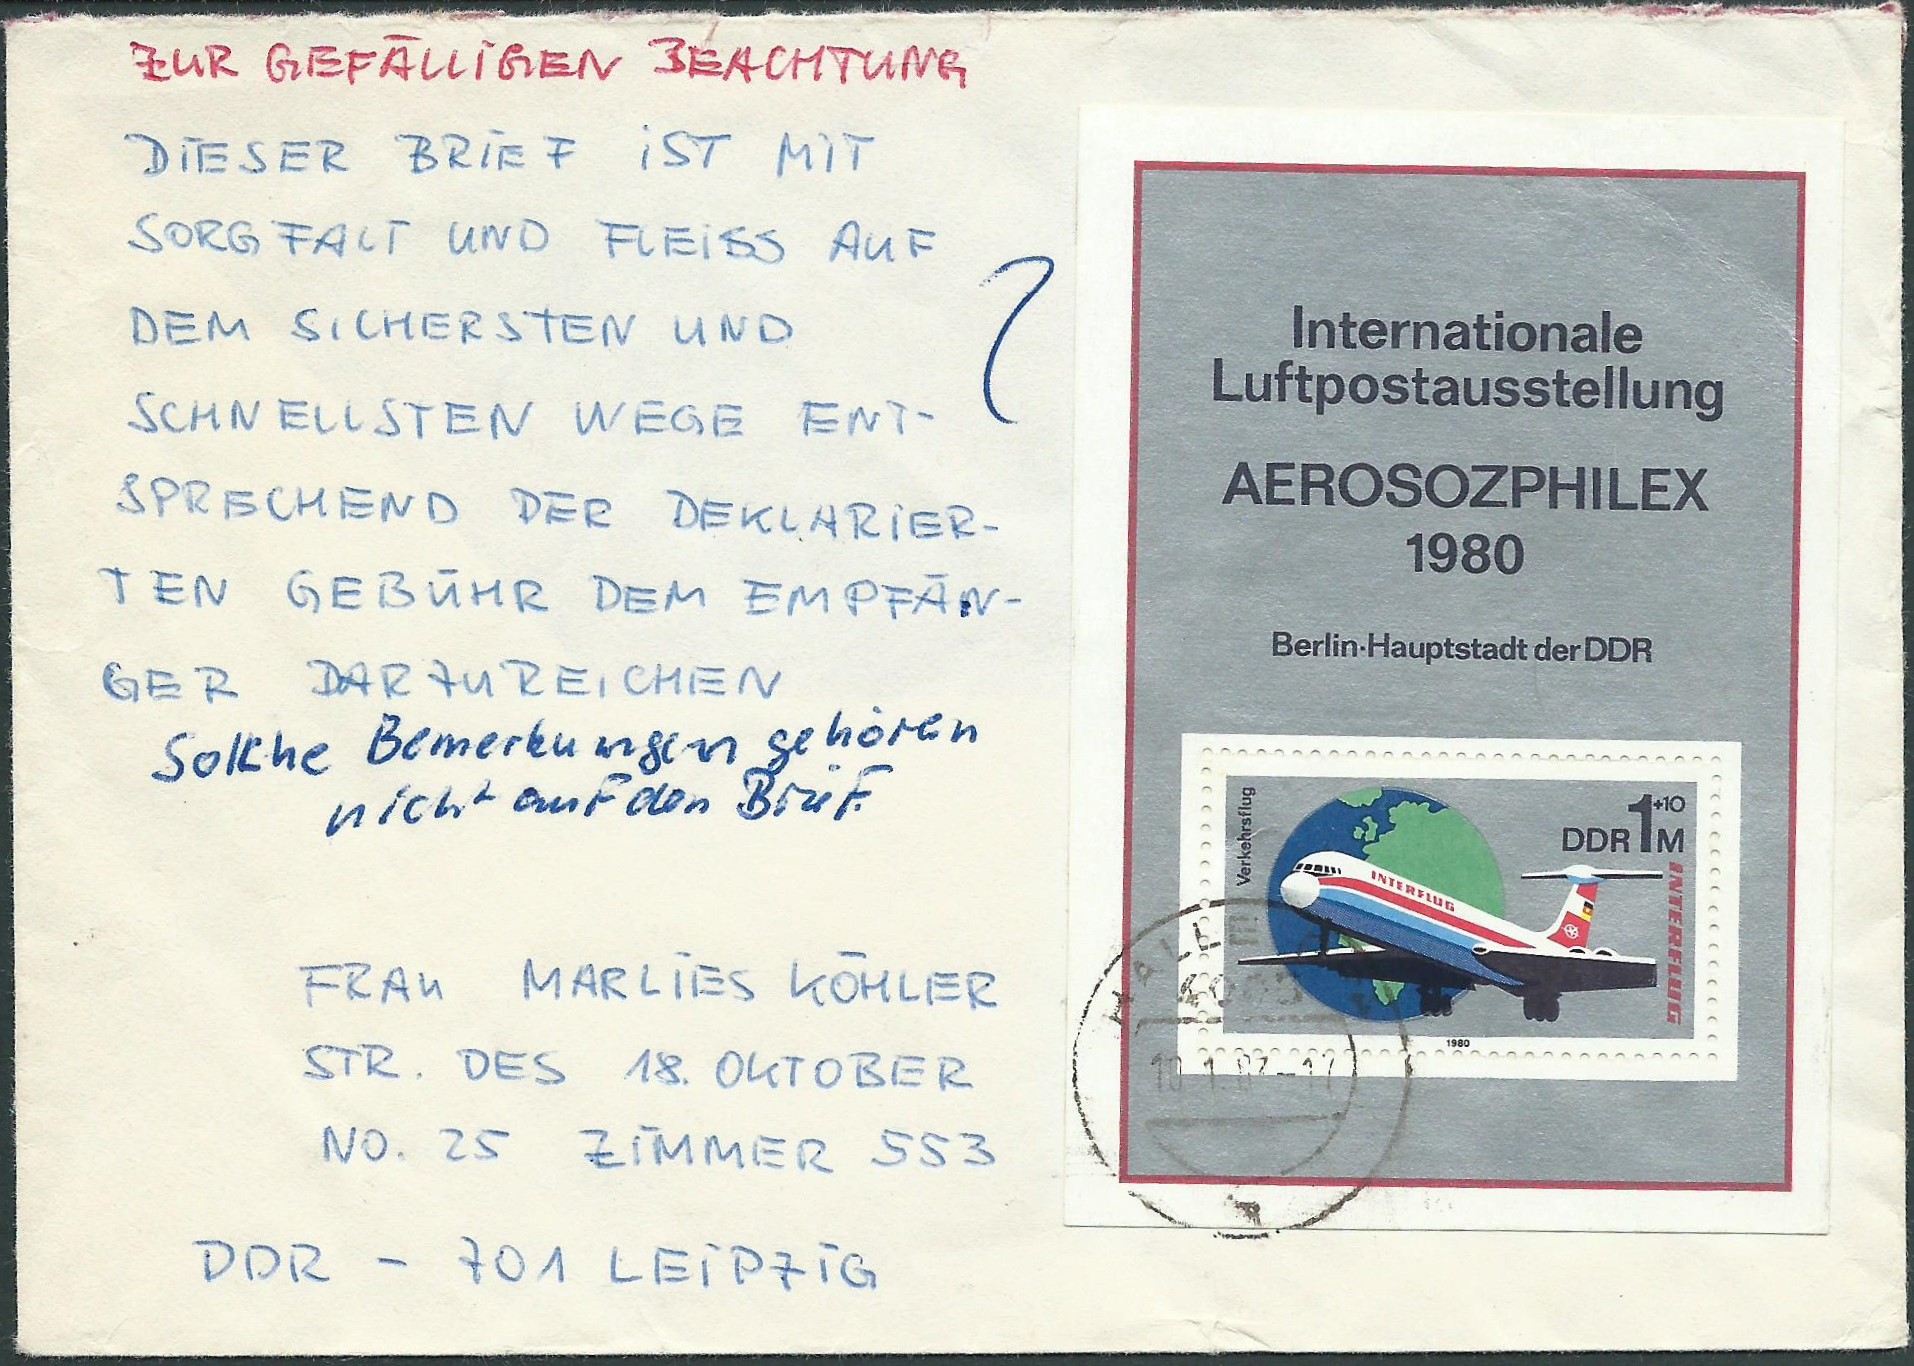 ZUR GEFÄLLIGEN BEACHTUNG
DIESER BRIEF IST MIT
SORGFALT UND FLEISS AUF
DEM SICHERSTEN UND
SCHNELLSTEN WEGE ENT-
SPRECHEND DER DEKLARIER-
TEN GEBÜHR DEM EMPFÄN-
GER DARZUREICHEN
Solche Bemerkungen gehören
nicht auf den Brief.
FRAU MARLIES KÖHLER
STR. DES 18. OKTOBER
NO. 25 ZIMMER 553
DDR - 701 LEIPZIG
Internationale
Luftpostausstellung
AEROSOZPHILEX
1980
Berlin·Hauptstadt der DDR
Verkehrsflug
DDR 1+10 M
INTERFLUG
INTERFLUG
1980
HALLE